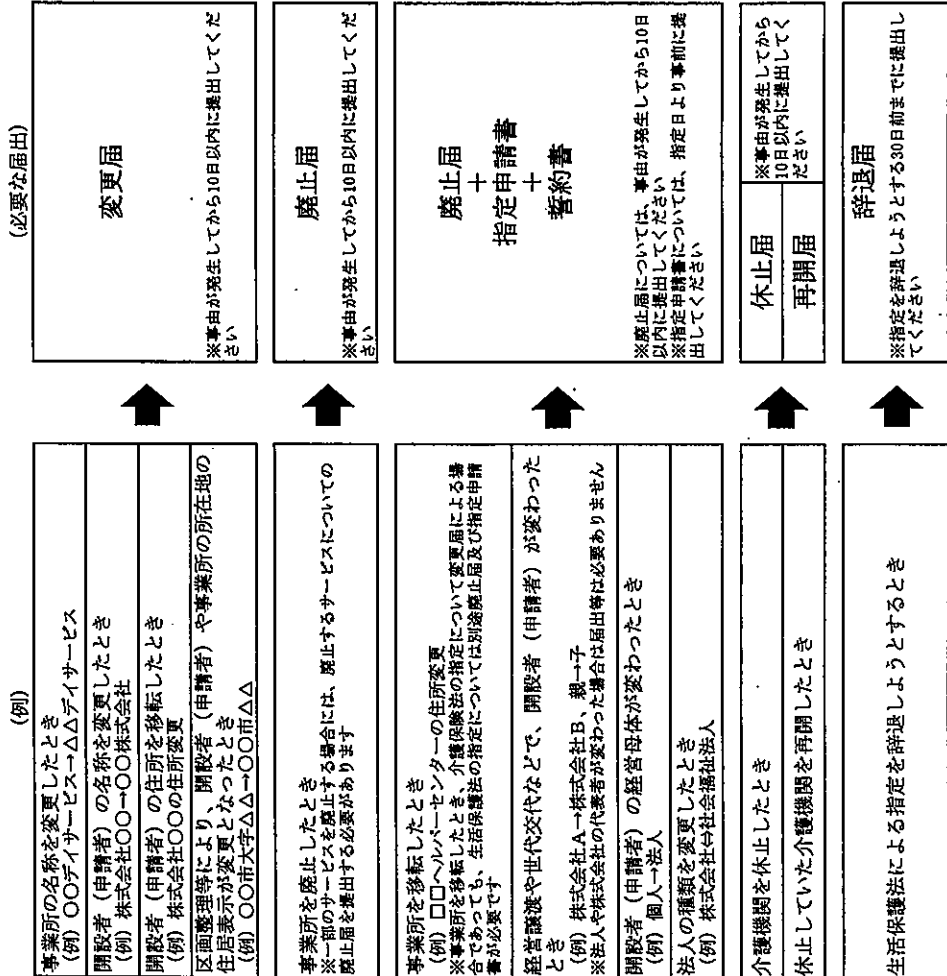 (例)
(必要な届出)
事業所の名称を変更したとき
(例) 〇〇デイサービス→△△デイサービス
開設者（申請者）の名称を変更したとき
(例) 株式会社〇〇→〇〇株式会社
開設者（申請者）の住所を移転したとき
(例) 株式会社〇〇の住所変更
区画整理等により、開設者（申請者）や事業所の所在地の
住居表示が変更となったとき
(例) 〇〇市大字△△→〇〇市△△
変更届
※事由が発生してから10日以内に提出してくだ
さい
事業所を廃止したとき
※一部のサービスを廃止する場合には、廃止するサービスについての
廃止届を提出する必要があります
廃止届
※事由が発生してから10日以内に提出してくだ
さい
事業所を移転したとき
(例) □□ヘルパーセンターの住所変更
※事業所を移転したとき、介護保険法の指定について変更届による場
合であっても、生活保護法の指定については別途廃止届及び指定申請
書が必要です
経営譲渡や世代交代などで、開設者（申請者）が変わった
とき
(例) 株式会社A→株式会社B、親→子
※法人や株式会社の代表者が変わった場合は届出等は必要ありません
開設者（申請者）の経営母体が変わったとき
(例) 個人→法人
法人の種類を変更したとき
(例) 株式会社⇔社会福祉法人
廃止届
＋
指定申請書
＋
誓約書
※廃止届については、事由が発生してから10日
以内に提出してください
※指定申請書については、指定日より事前に提
出してください
介護機関を休止したとき
休止届
休止していた介護機関を再開したとき
再開届
※事由が発生してから
10日以内に提出してく
ださい
生活保護法による指定を辞退しようとするとき
辞退届
※指定を辞退しようとする30日前までに提出し
てください